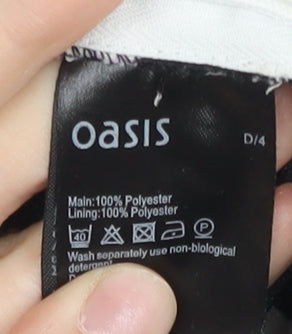 oasis
D/4
Main:100% Polyester
Lining:100% Polyester
40 P
Wash separately use non-biological
detergent